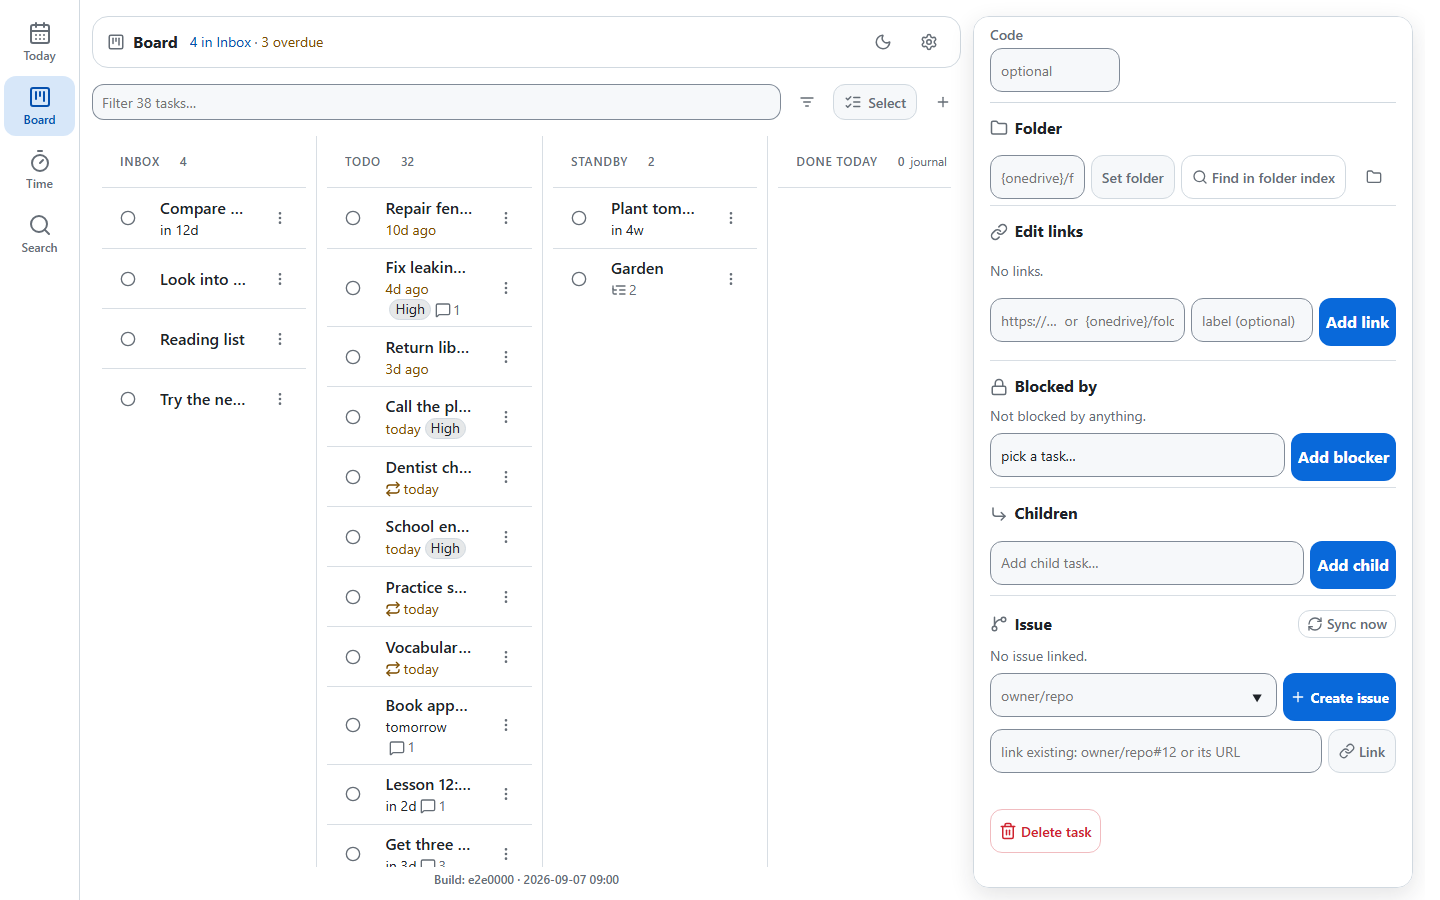 Today
Board
Time
Search
Board 4 in Inbox · 3 overdue
Filter 38 tasks...
Select
INBOX 4
Compare ...
in 12d
Look into ...
Reading list
Try the ne...
TODO 32
Repair fen...
10d ago
Fix leakin...
4d ago
High 1
Return lib...
3d ago
Call the pl...
today High
Dentist ch...
today
School en...
today High
Practice s...
today
Vocabular...
today
Book app...
tomorrow
1
Lesson 12:...
in 2d 1
Get three ...
in 3d 3
STANDBY 2
Plant tom...
in 4w
Garden
2
DONE TODAY 0 journal
Build: e2e0000 · 2026-09-07 09:00
Code
optional
Folder
{onedrive}/f
Set folder
Find in folder index
Edit links
No links.
https://... or {onedrive}/folc
label (optional)
Add link
Blocked by
Not blocked by anything.
pick a task...
Add blocker
Children
Add child task...
Add child
Issue
Sync now
No issue linked.
owner/repo
+ Create issue
link existing: owner/repo#12 or its URL
Link
Delete task